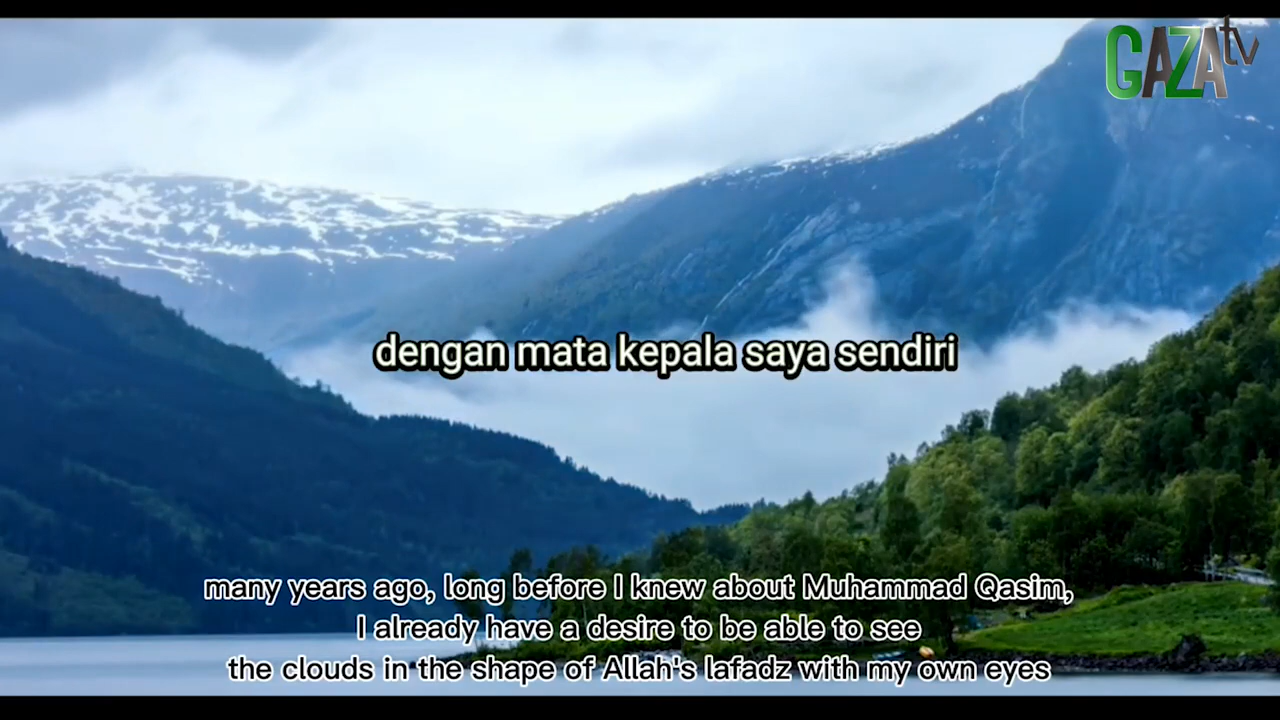 GAZA tv
dengan mata kepala saya sendiri
many years ago, long before I knew about Muhammad Qasim,
I already have a desire to be able to see
the clouds in the shape of Allah's lafadz with my own eyes